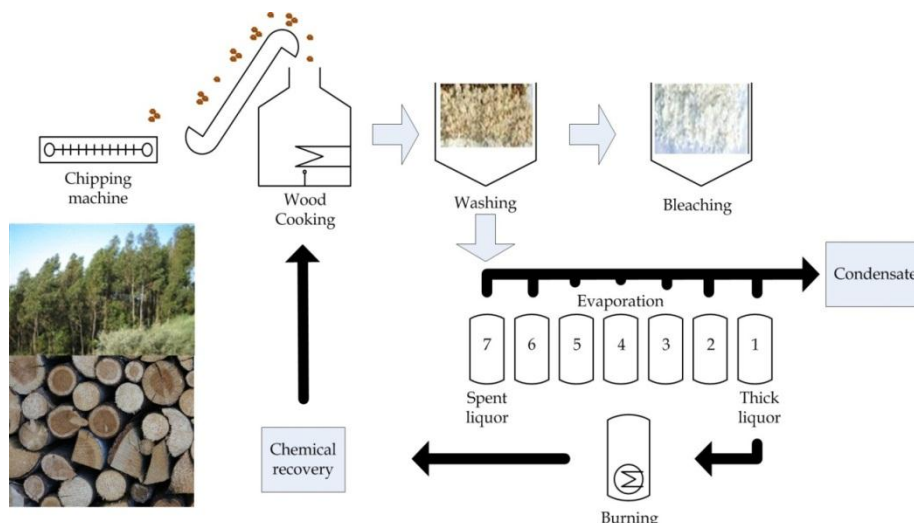 Chipping
machine
Wood
Cooking
Washing
Bleaching
Condensate
Evaporation
7 6 5 4 3 2 1
Spent
liquor
Thick
liquor
Chemical
recovery
Burning